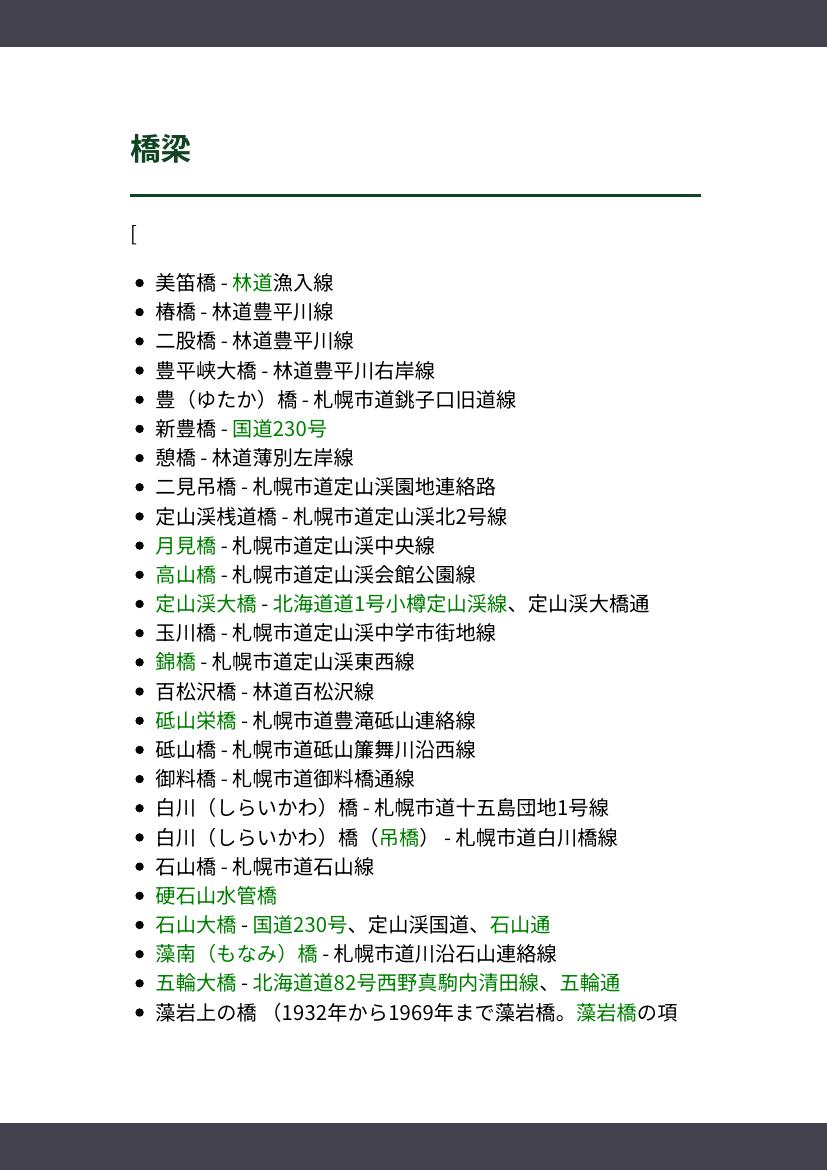 橋梁
[
美笛橋 - 林道漁入線
椿橋 - 林道豊平川線
二股橋 - 林道豊平川線
豊平峡大橋 - 林道豊平川右岸線
豊（ゆたか）橋 - 札幌市道銚子口旧道線
新豊橋 - 国道230号
憩橋 - 林道薄別左岸線
二見吊橋 - 札幌市道定山渓園地連絡路
定山渓桟道橋 - 札幌市道定山渓北2号線
月見橋 - 札幌市道定山渓中央線
高山橋 - 札幌市道定山渓会館公園線
定山渓大橋 - 北海道道1号小樽定山渓線、定山渓大橋通
玉川橋 - 札幌市道定山渓中学市街地線
錦橋 - 札幌市道定山渓東西線
百松沢橋 - 林道百松沢線
砥山栄橋 - 札幌市道豊滝砥山連絡線
砥山橋 - 札幌市道砥山簾舞川沿西線
御料橋 - 札幌市道御料橋通線
白川（しらいかわ）橋 - 札幌市道十五島団地1号線
白川（しらいかわ）橋（吊橋） - 札幌市道白川橋線
石山橋 - 札幌市道石山線
硬石山水管橋
石山大橋 - 国道230号、定山渓国道、石山通
藻南（もなみ）橋 - 札幌市道川沿石山連絡線
五輪大橋 - 北海道道82号西野真駒内清田線、五輪通
藻岩上の橋 （1932年から1969年まで藻岩橋。藻岩橋の項